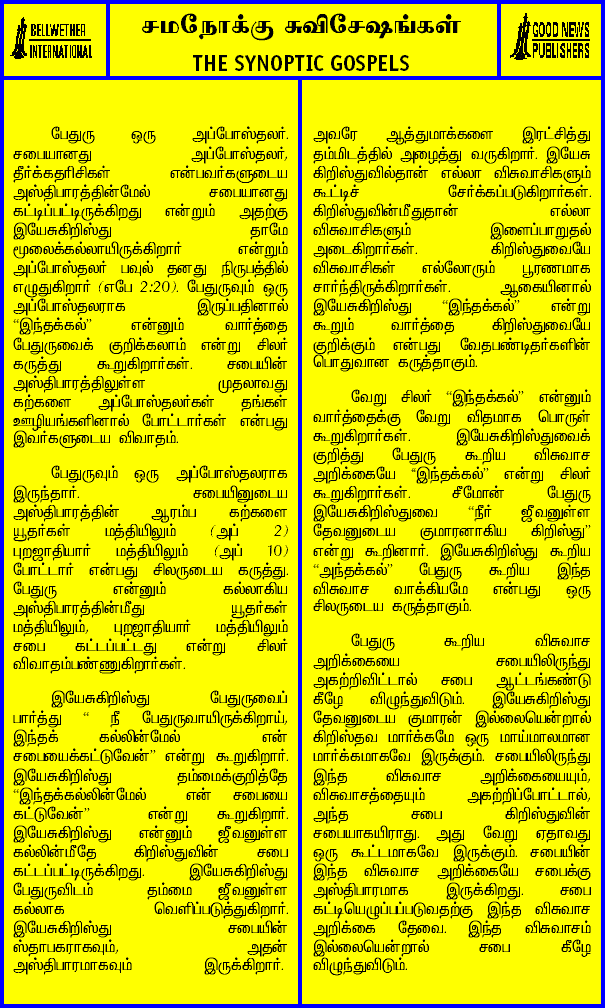 BELLWETHER
INTERNATIONAL
சமநோக்கு சுவிசேஷங்கள்
THE SYNOPTIC GOSPELS
GOOD NEWS
PUBLISHERS
பேதுரு ஒரு அப்போஸ்தலர்.
சபையானது அப்போஸ்தலர்,
தீர்க்கதரிசிகள் என்பவர்களுடைய
அஸ்திபாரத்தின்மேல் சபையானது
கட்டிப்பட்டிருக்கிறது என்றும் அதற்கு
இயேசுகிறிஸ்து தாமே
மூலைக்கல்லாயிருக்கிறார் என்றும்
அப்போஸ்தலர் பவுல் தனது நிருபத்தில்
எழுதுகிறார் (எபே 2:20). பேதுருவும் ஒரு
அப்போஸ்தலராக இருப்பதினால்
“இந்தக்கல்” என்னும் வார்த்தை
பேதுருவைக் குறிக்கலாம் என்று சிலர்
கருத்து கூறுகிறார்கள். சபையின்
அஸ்திபாரத்திலுள்ள முதலாவது
கற்களை அப்போஸ்தலர்கள் தங்கள்
ஊழியங்களினால் போட்டார்கள் என்பது
இவர்களுடைய விவாதம்.
பேதுருவும் ஒரு அப்போஸ்தலராக
இருந்தார். சபையினுடைய
அஸ்திபாரத்தின் ஆரம்ப கற்களை
யூதர்கள் மத்தியிலும் (அப் 2)
புறஜாதியார் மத்தியிலும் (அப் 10)
போட்டார் என்பது சிலருடைய கருத்து.
பேதுரு என்னும் கல்லாகிய
அஸ்திபாரத்தின்மீது யூதர்கள்
மத்தியிலும், புறஜாதியார் மத்தியிலும்
சபை கட்டப்பட்டது என்று சிலர்
விவாதம்பண்ணுகிறார்கள்.
இயேசுகிறிஸ்து பேதுருவைப்
பார்த்து “ நீ பேதுருவாயிருக்கிறாய்,
இந்தக் கல்லின்மேல் என்
சபையைக்கட்டுவேன்” என்று கூறுகிறார்.
இயேசுகிறிஸ்து தம்மைக்குறித்தே
“இந்தக்கல்லின்மேல் என் சபையை
கட்டுவேன்” என்று கூறுகிறார்.
இயேசுகிறிஸ்து என்னும் ஜீவனுள்ள
கல்லின்மீதே கிறிஸ்துவின் சபை
கட்டப்பட்டிருக்கிறது. இயேசுகிறிஸ்து
பேதுருவிடம் தம்மை ஜீவனுள்ள
கல்லாக வெளிப்படுத்துகிறார்.
இயேசுகிறிஸ்து சபையின்
ஸ்தாபகராகவும், அதன்
அஸ்திபாரமாகவும் இருக்கிறார்.
அவரே ஆத்துமாக்களை இரட்சித்து
தம்மிடத்தில் அழைத்து வருகிறார். இயேசு
கிறிஸ்துவில்தான் எல்லா விசுவாசிகளும்
கூட்டிச் சேர்க்கப்படுகிறார்கள்.
கிறிஸ்துவின்மீதுதான் எல்லா
விசுவாசிகளும் இளைப்பாறுதல்
அடைகிறார்கள். கிறிஸ்துவையே
விசுவாசிகள் எல்லோரும் பூரணமாக
சார்ந்திருக்கிறார்கள். ஆகையினால்
இயேசுகிறிஸ்து “இந்தக்கல்” என்று
கூறும் வார்த்தை கிறிஸ்துவையே
குறிக்கும் என்பது வேதபண்டிதர்களின்
பொதுவான கருத்தாகும்.
வேறு சிலர் “இந்தக்கல்” என்னும்
வார்த்தைக்கு வேறு விதமாக பொருள்
கூறுகிறார்கள். இயேசுகிறிஸ்துவைக்
குறித்து பேதுரு கூறிய விசுவாச
அறிக்கையே “இந்தக்கல்” என்று சிலர்
கூறுகிறார்கள். சீமோன் பேதுரு
இயேசுகிறிஸ்துவை “நீர் ஜீவனுள்ள
தேவனுடைய குமாரனாகிய கிறிஸ்து”
என்று கூறினார். இயேசுகிறிஸ்து கூறிய
“அந்தக்கல்” பேதுரு கூறிய இந்த
விசுவாச வாக்கியமே என்பது ஒரு
சிலருடைய கருத்தாகும்.
பேதுரு கூறிய விசுவாச
அறிக்கையை சபையிலிருந்து
அகற்றிவிட்டால் சபை ஆட்டங்கண்டு
கீழே விழுந்துவிடும். இயேசுகிறிஸ்து
தேவனுடைய குமாரன் இல்லையென்றால்
கிறிஸ்தவ மார்க்கமே ஒரு மாய்மாலமான
மார்க்கமாகவே இருக்கும். சபையிலிருந்து
இந்த விசுவாச அறிக்கையையும்,
விசுவாசத்தையும் அகற்றிப்போட்டால்,
அந்த சபை கிறிஸ்துவின்
சபையாகயிராது. அது வேறு ஏதாவது
ஒரு கூட்டமாகவே இருக்கும். சபையின்
இந்த விசுவாச அறிக்கையே சபைக்கு
அஸ்திபாரமாக இருக்கிறது. சபை
கட்டியெழுப்பப்படுவதற்கு இந்த விசுவாச
அறிக்கை தேவை. இந்த விசுவாசம்
இல்லையென்றால் சபை கீழே
விழுந்துவிடும்.